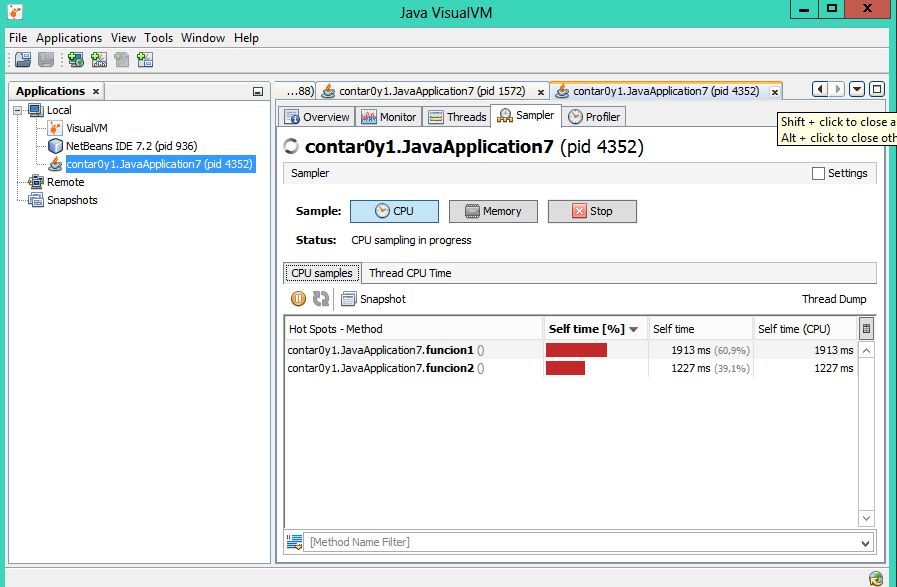 Java VisualVM
File Applications View Tools Window Help
Applications
Local
VisualVM
NetBeans IDE 7.2 (pid 936)
contar0y1.JavaApplication7 (pid 4352)
Remote
Snapshots
...88) contar0y1.JavaApplication7 (pid 1572) contar0y1.JavaApplication7 (pid 4352)
Overview Monitor Threads Sampler Profiler
Shift + click to close a
Alt + click to close oth
contar0y1.JavaApplication7 (pid 4352)
Sampler Settings
Sample: CPU Memory Stop
Status: CPU sampling in progress
CPU samples Thread CPU Time
Snapshot Thread Dump
Hot Spots - Method Self time [%] Self time Self time (CPU)
contar0y1.JavaApplication7.funcion1 () 1913 ms (60,9%) 1913 ms
contar0y1.JavaApplication7.funcion2 () 1227 ms (39,1%) 1227 ms
[Method Name Filter]